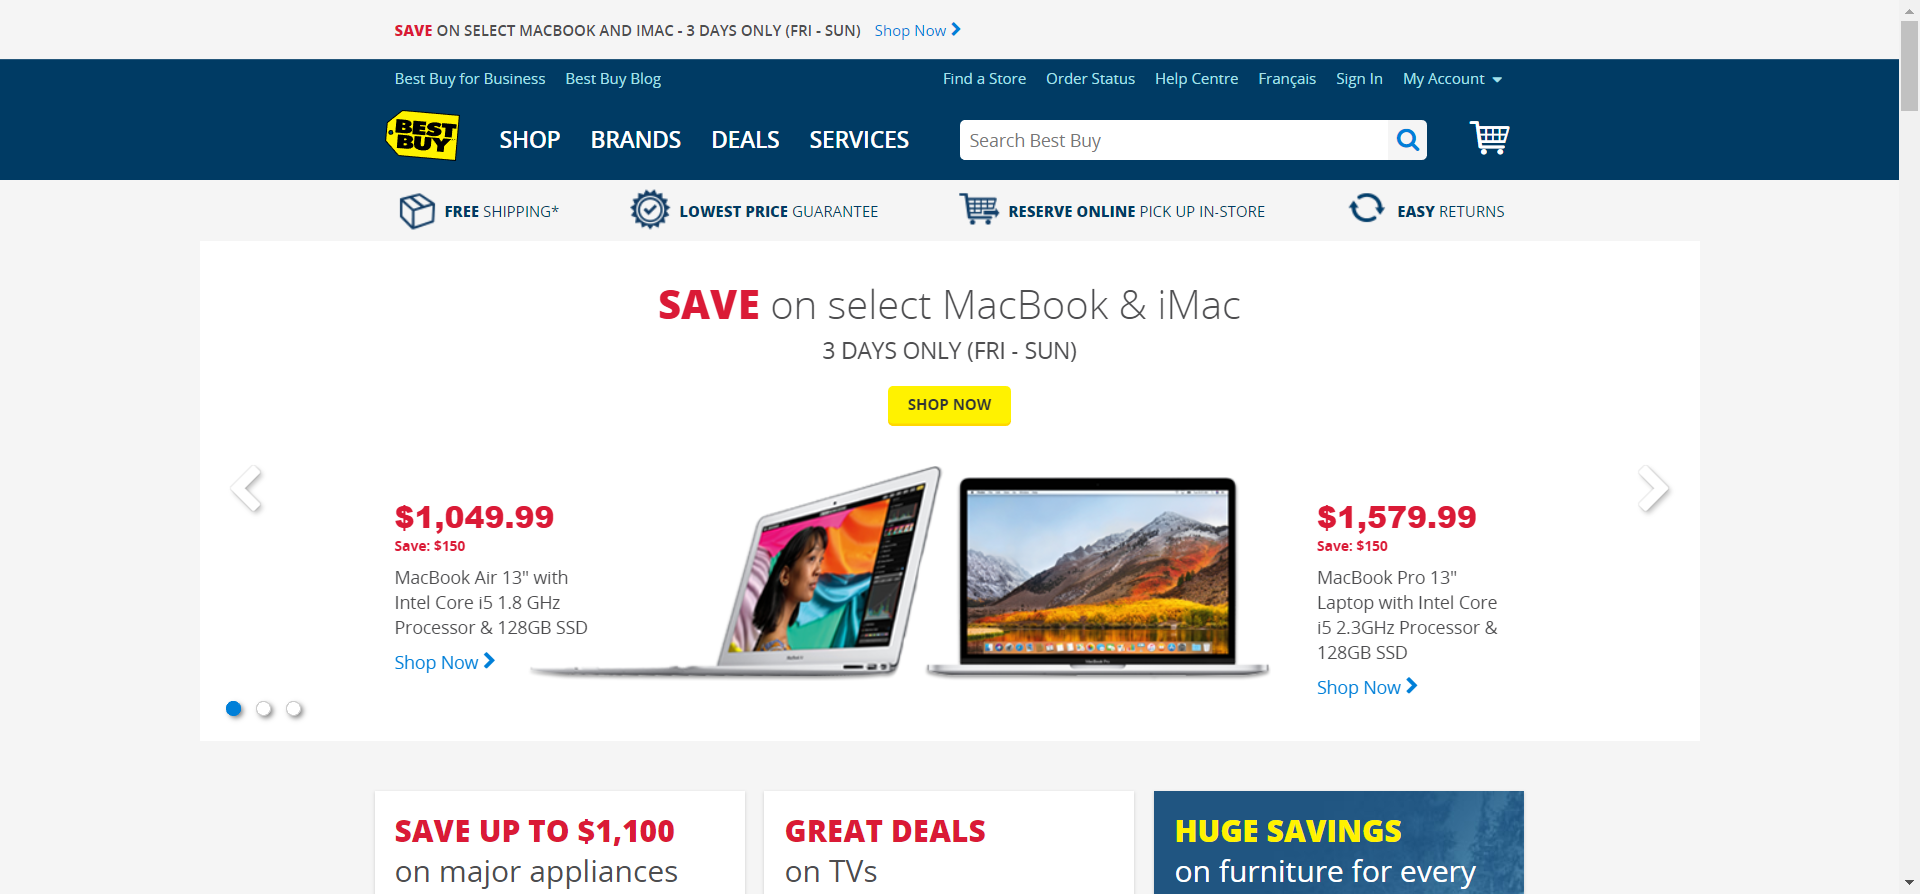 SAVE ON SELECT MACBOOK AND IMAC - 3 DAYS ONLY (FRI - SUN) Shop Now
Best Buy for Business Best Buy Blog Find a Store Order Status Help Centre Français Sign In My Account
BEST BUY
SHOP BRANDS DEALS SERVICES Search Best Buy
FREE SHIPPING* LOWEST PRICE GUARANTEE RESERVE ONLINE PICK UP IN-STORE EASY RETURNS
SAVE on select MacBook & iMac
3 DAYS ONLY (FRI - SUN)
SHOP NOW
$1,049.99
Save: $150
MacBook Air 13" with
Intel Core i5 1.8 GHz
Processor & 128GB SSD
Shop Now
$1,579.99
Save: $150
MacBook Pro 13"
Laptop with Intel Core
i5 2.3GHz Processor &
128GB SSD
Shop Now
SAVE UP TO $1,100
on major appliances
GREAT DEALS
on TVs
HUGE SAVINGS
on furniture for every